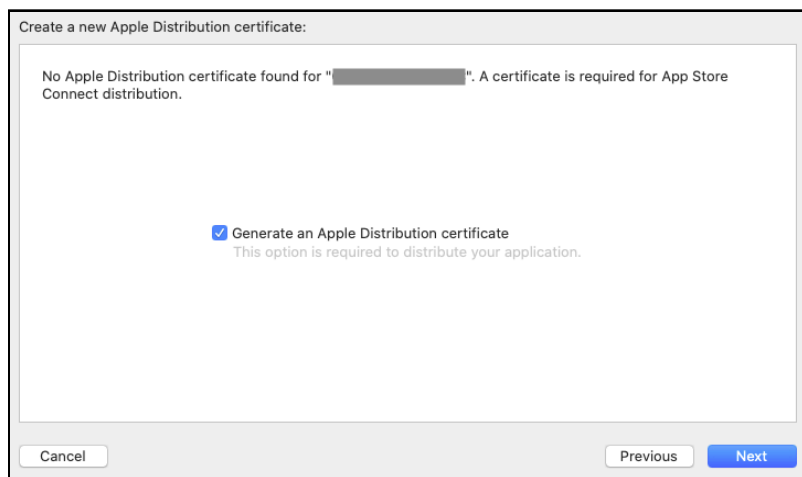 Create a new Apple Distribution certificate:
No Apple Distribution certificate found for "". A certificate is required for App Store
Connect distribution.
Generate an Apple Distribution certificate
This option is required to distribute your application.
Cancel
Previous
Next